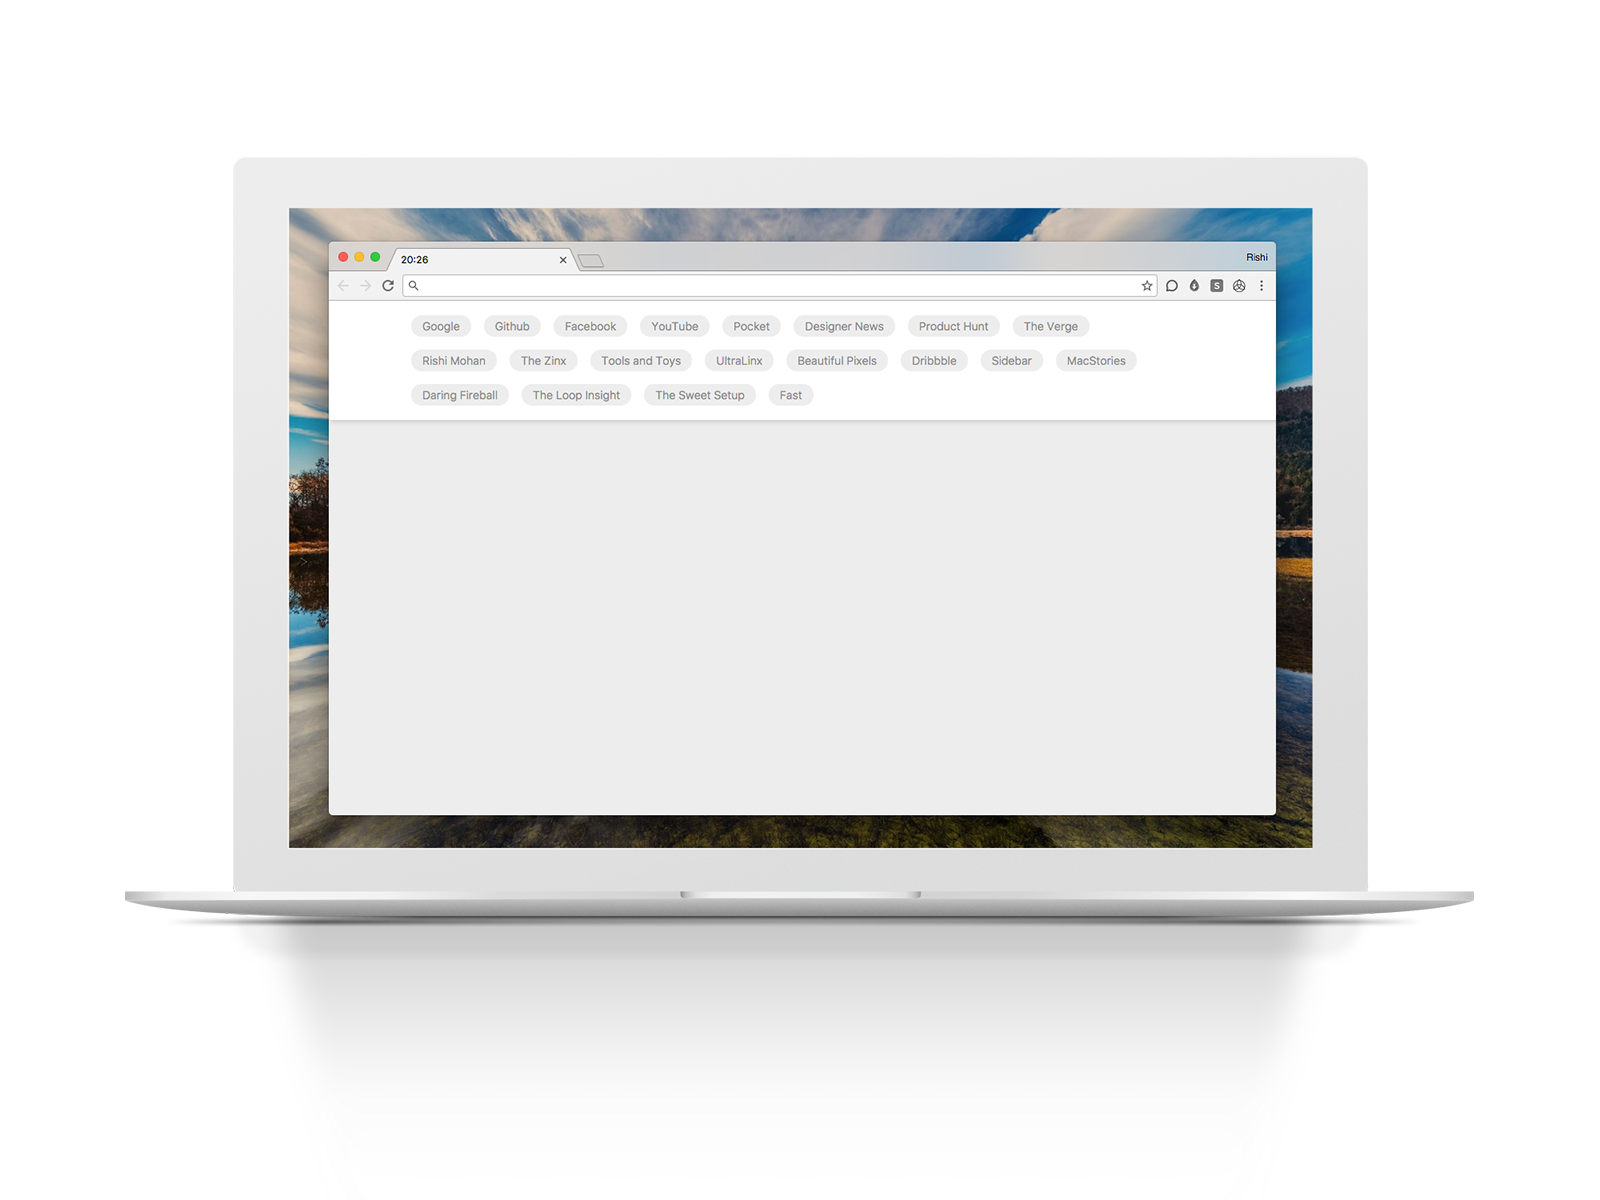 20:26 Rishi
S
Google Github Facebook YouTube Pocket Designer News Product Hunt The Verge
Rishi Mohan The Zinx Tools and Toys UltraLinx Beautiful Pixels Dribbble Sidebar MacStories
Daring Fireball The Loop Insight The Sweet Setup Fast